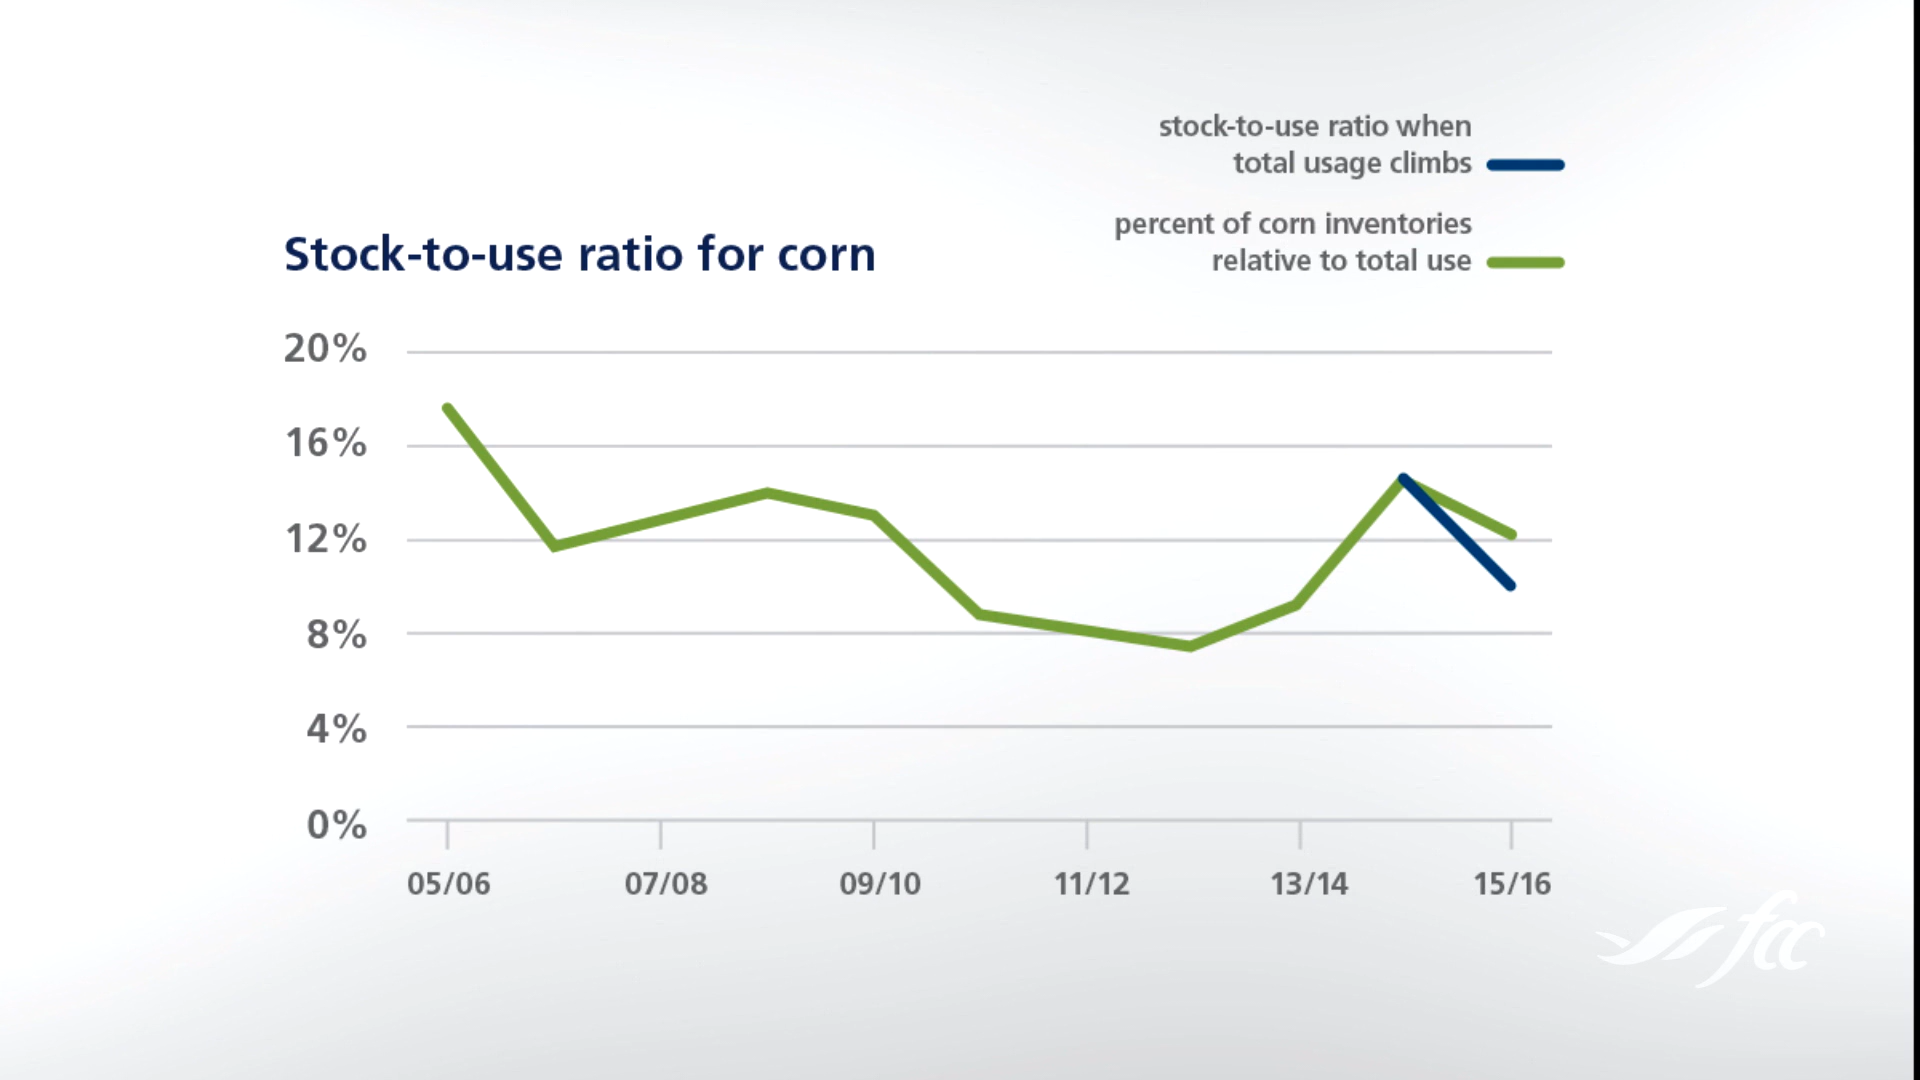 stock-to-use ratio when
total usage climbs
percent of corn inventories
relative to total use
Stock-to-use ratio for corn
20%
16%
12%
8%
4%
0%
05/06 07/08 09/10 11/12 13/14 15/16
fcc